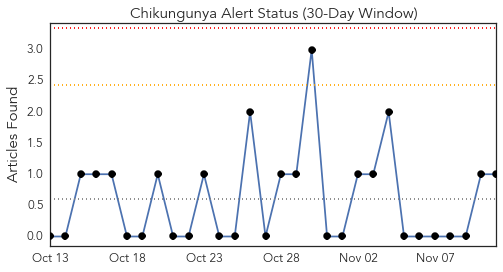 Chikungunya Alert Status (30-Day Window)
Articles Found
3.0
2.5
2.0
1.5
1.0
0.5
0.0
Oct 13 Oct 18 Oct 23 Oct 28 Nov 02 Nov 07